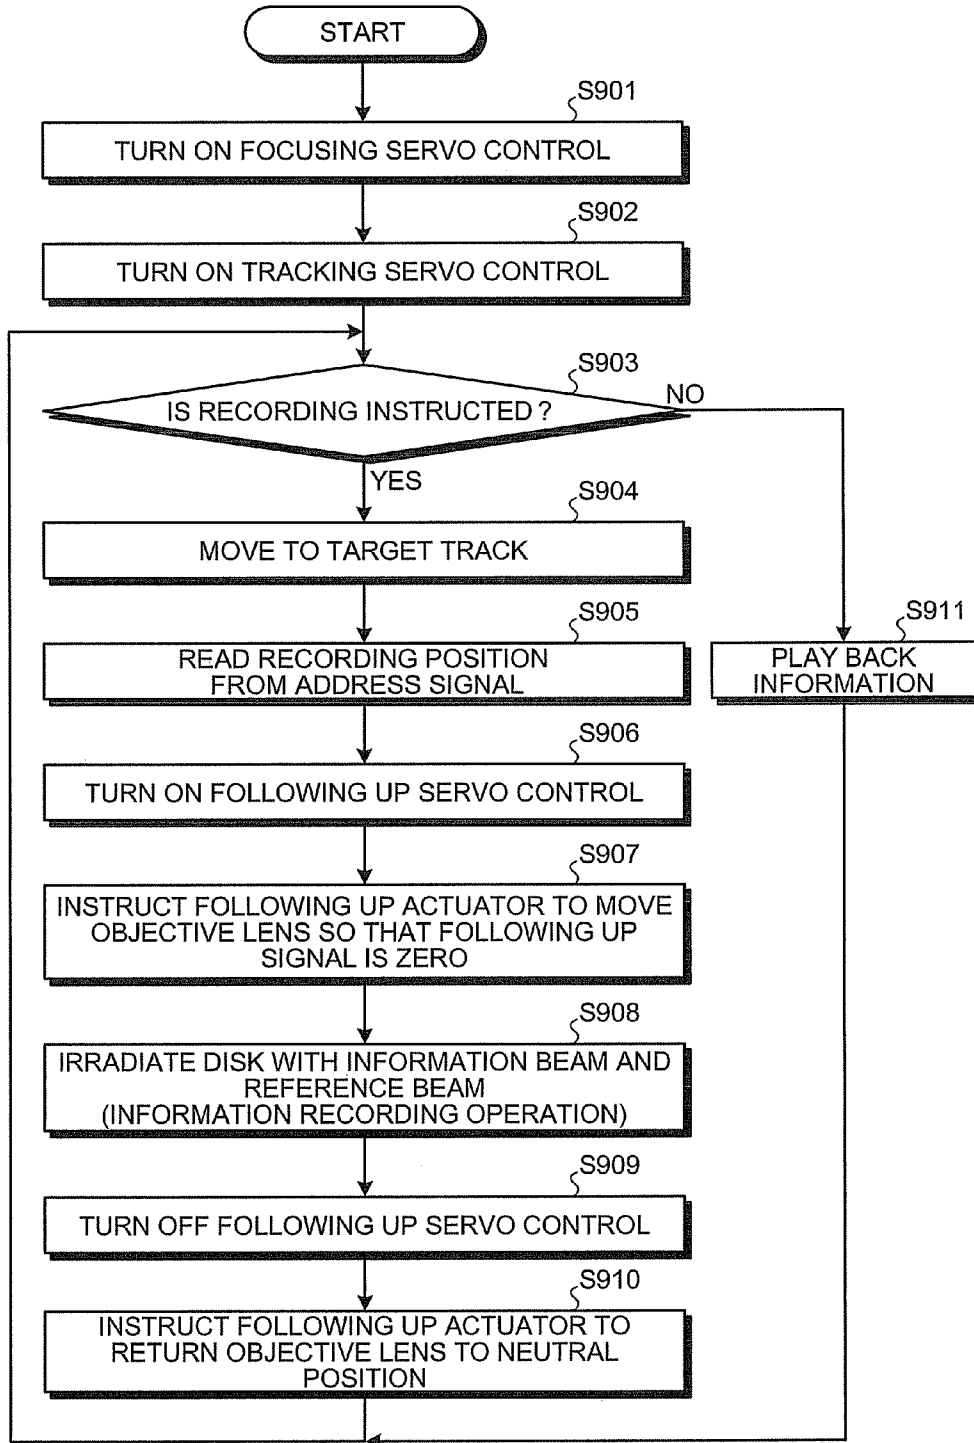 START
S901
TURN ON FOCUSING SERVO CONTROL
S902
TURN ON TRACKING SERVO CONTROL
S903
IS RECORDING INSTRUCTED ?
NO
YES
S904
MOVE TO TARGET TRACK
S905
READ RECORDING POSITION
FROM ADDRESS SIGNAL
S911
PLAY BACK
INFORMATION
S906
TURN ON FOLLOWING UP SERVO CONTROL
S907
INSTRUCT FOLLOWING UP ACTUATOR TO MOVE
OBJECTIVE LENS SO THAT FOLLOWING UP
SIGNAL IS ZERO
S908
IRRADIATE DISK WITH INFORMATION BEAM AND
REFERENCE BEAM
(INFORMATION RECORDING OPERATION)
S909
TURN OFF FOLLOWING UP SERVO CONTROL
S910
INSTRUCT FOLLOWING UP ACTUATOR TO
RETURN OBJECTIVE LENS TO NEUTRAL
POSITION